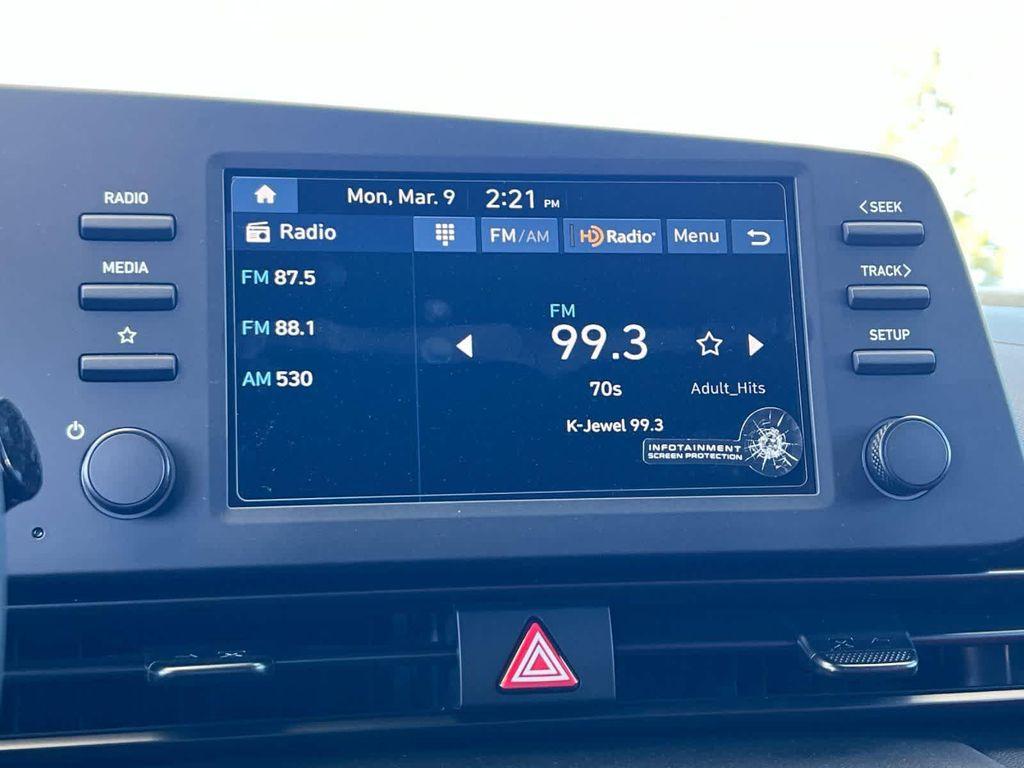 Mon, Mar. 9 2:21 PM
RADIO
<SEEK
Radio
FM/AM HD Radio Menu
MEDIA
TRACK>
FM 87.5
FM
99.3
FM 88.1
SETUP
AM 530
70s Adult_Hits
K-Jewel 99.3
INFOTAINMENT
SCREEN PROTECTION